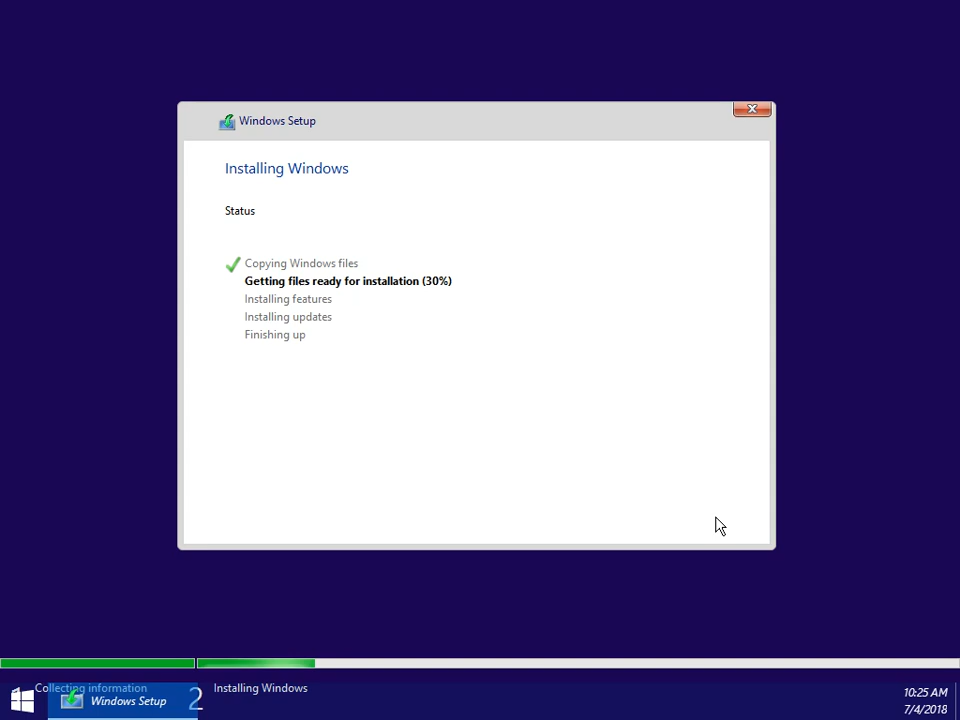 Windows Setup
Installing Windows
Status
Copying Windows files
Getting files ready for installation (30%)
Installing features
Installing updates
Finishing up
Collecting information
2 Installing Windows
Windows Setup
10:25 AM
7/4/2018